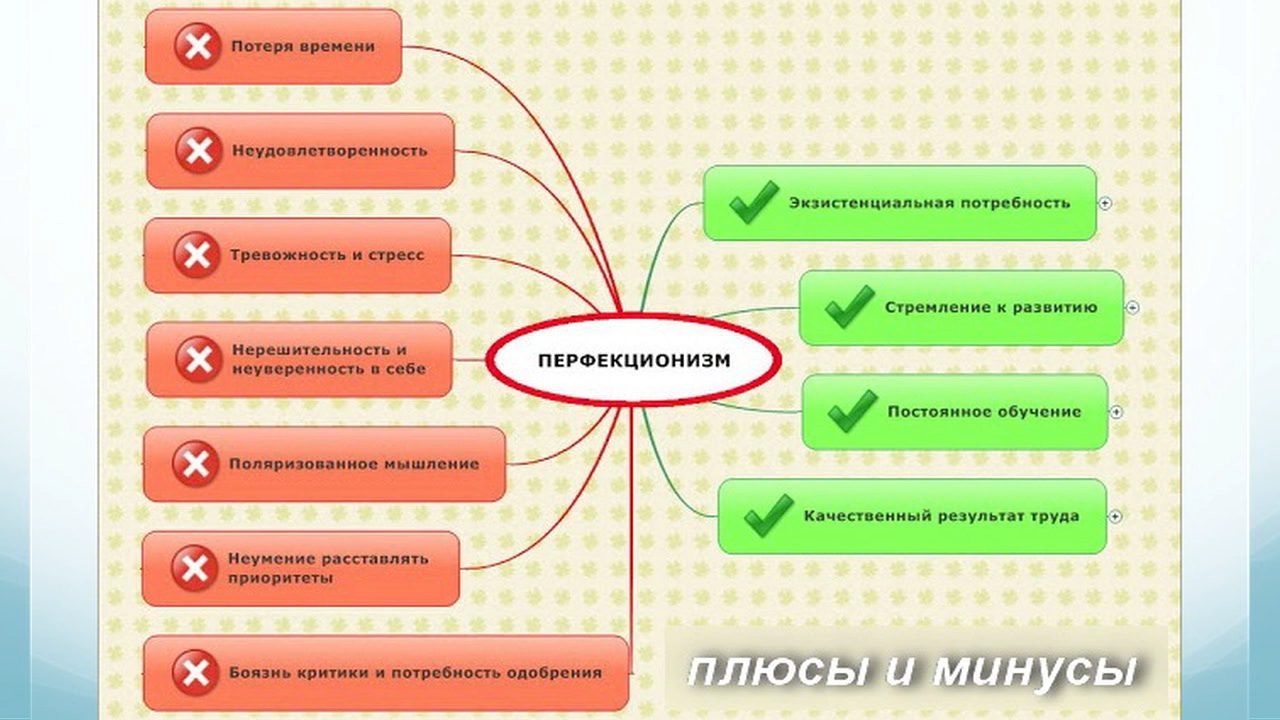 Потеря времени
Неудовлетворенность
Тревожность и стресс
Нерешительность и
неуверенность в себе
Поляризованное мышление
Неумение расставлять
приоритеты
Боязнь критики и потребность одобрения
ПЕРФЕКЦИОНИЗМ
Экзистенциальная потребность
Стремление к развитию
Постоянное обучение
Качественный результат труда
плюсы и минусы